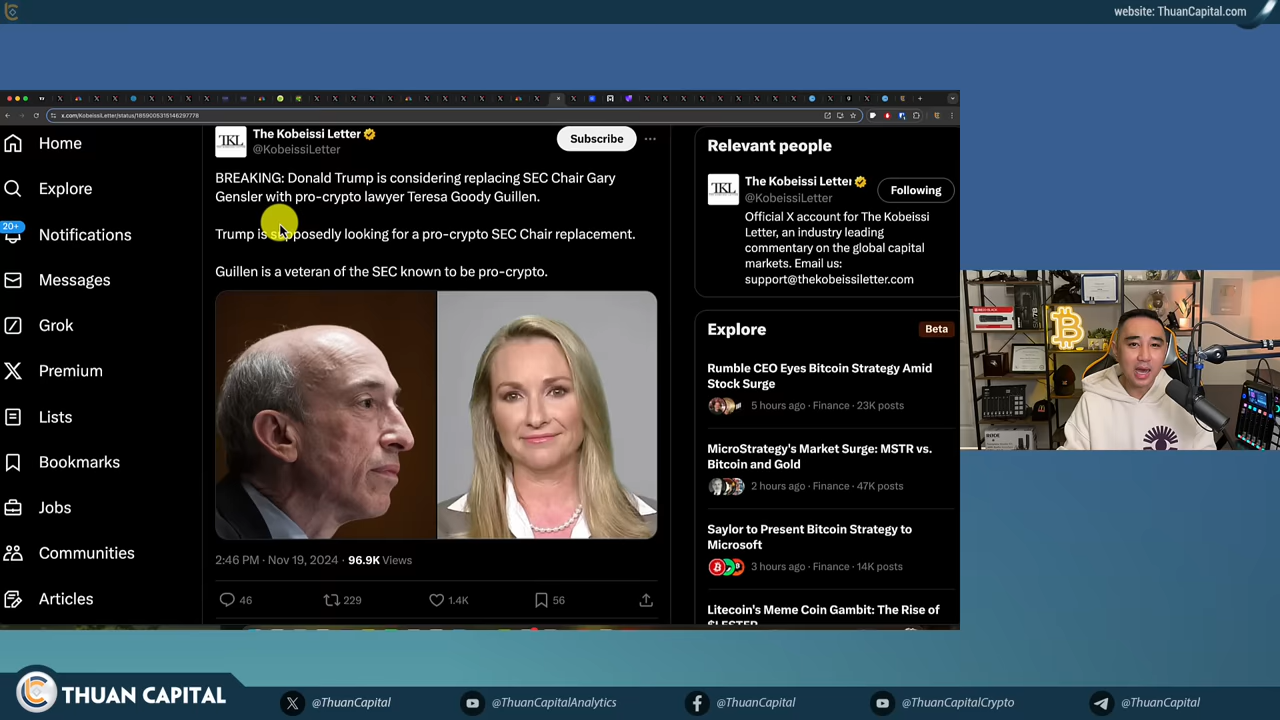 website: ThuanCapital.com
x.com/KobeissiLetter/status/1859005315146297778
Home
Explore
20+
Notifications
Messages
Grok
Premium
Lists
Bookmarks
Jobs
Communities
Articles
TKL
The Kobeissi Letter
@KobeissiLetter
Subscribe
BREAKING: Donald Trump is considering replacing SEC Chair Gary
Gensler with pro-crypto lawyer Teresa Goody Guillen.
Trump is supposedly looking for a pro-crypto SEC Chair replacement.
Guillen is a veteran of the SEC known to be pro-crypto.
2:46 PM · Nov 19, 2024 · 96.9K Views
46
229
1.4K
56
Relevant people
TKL
The Kobeissi Letter
@KobeissiLetter
Following
Official X account for The Kobeissi
Letter, an industry leading
commentary on the global capital
markets. Email us:
support@thekobeissiletter.com
Explore
Beta
Rumble CEO Eyes Bitcoin Strategy Amid
Stock Surge
5 hours ago · Finance · 23K posts
MicroStrategy's Market Surge: MSTR vs.
Bitcoin and Gold
2 hours ago · Finance · 47K posts
Saylor to Present Bitcoin Strategy to
Microsoft
3 hours ago · Finance · 14K posts
Litecoin's Meme Coin Gambit: The Rise of
$LESTER
THUAN CAPITAL
@ThuanCapital
@ThuanCapitalAnalytics
@ThuanCapital
@ThuanCapitalCrypto
@ThuanCapital